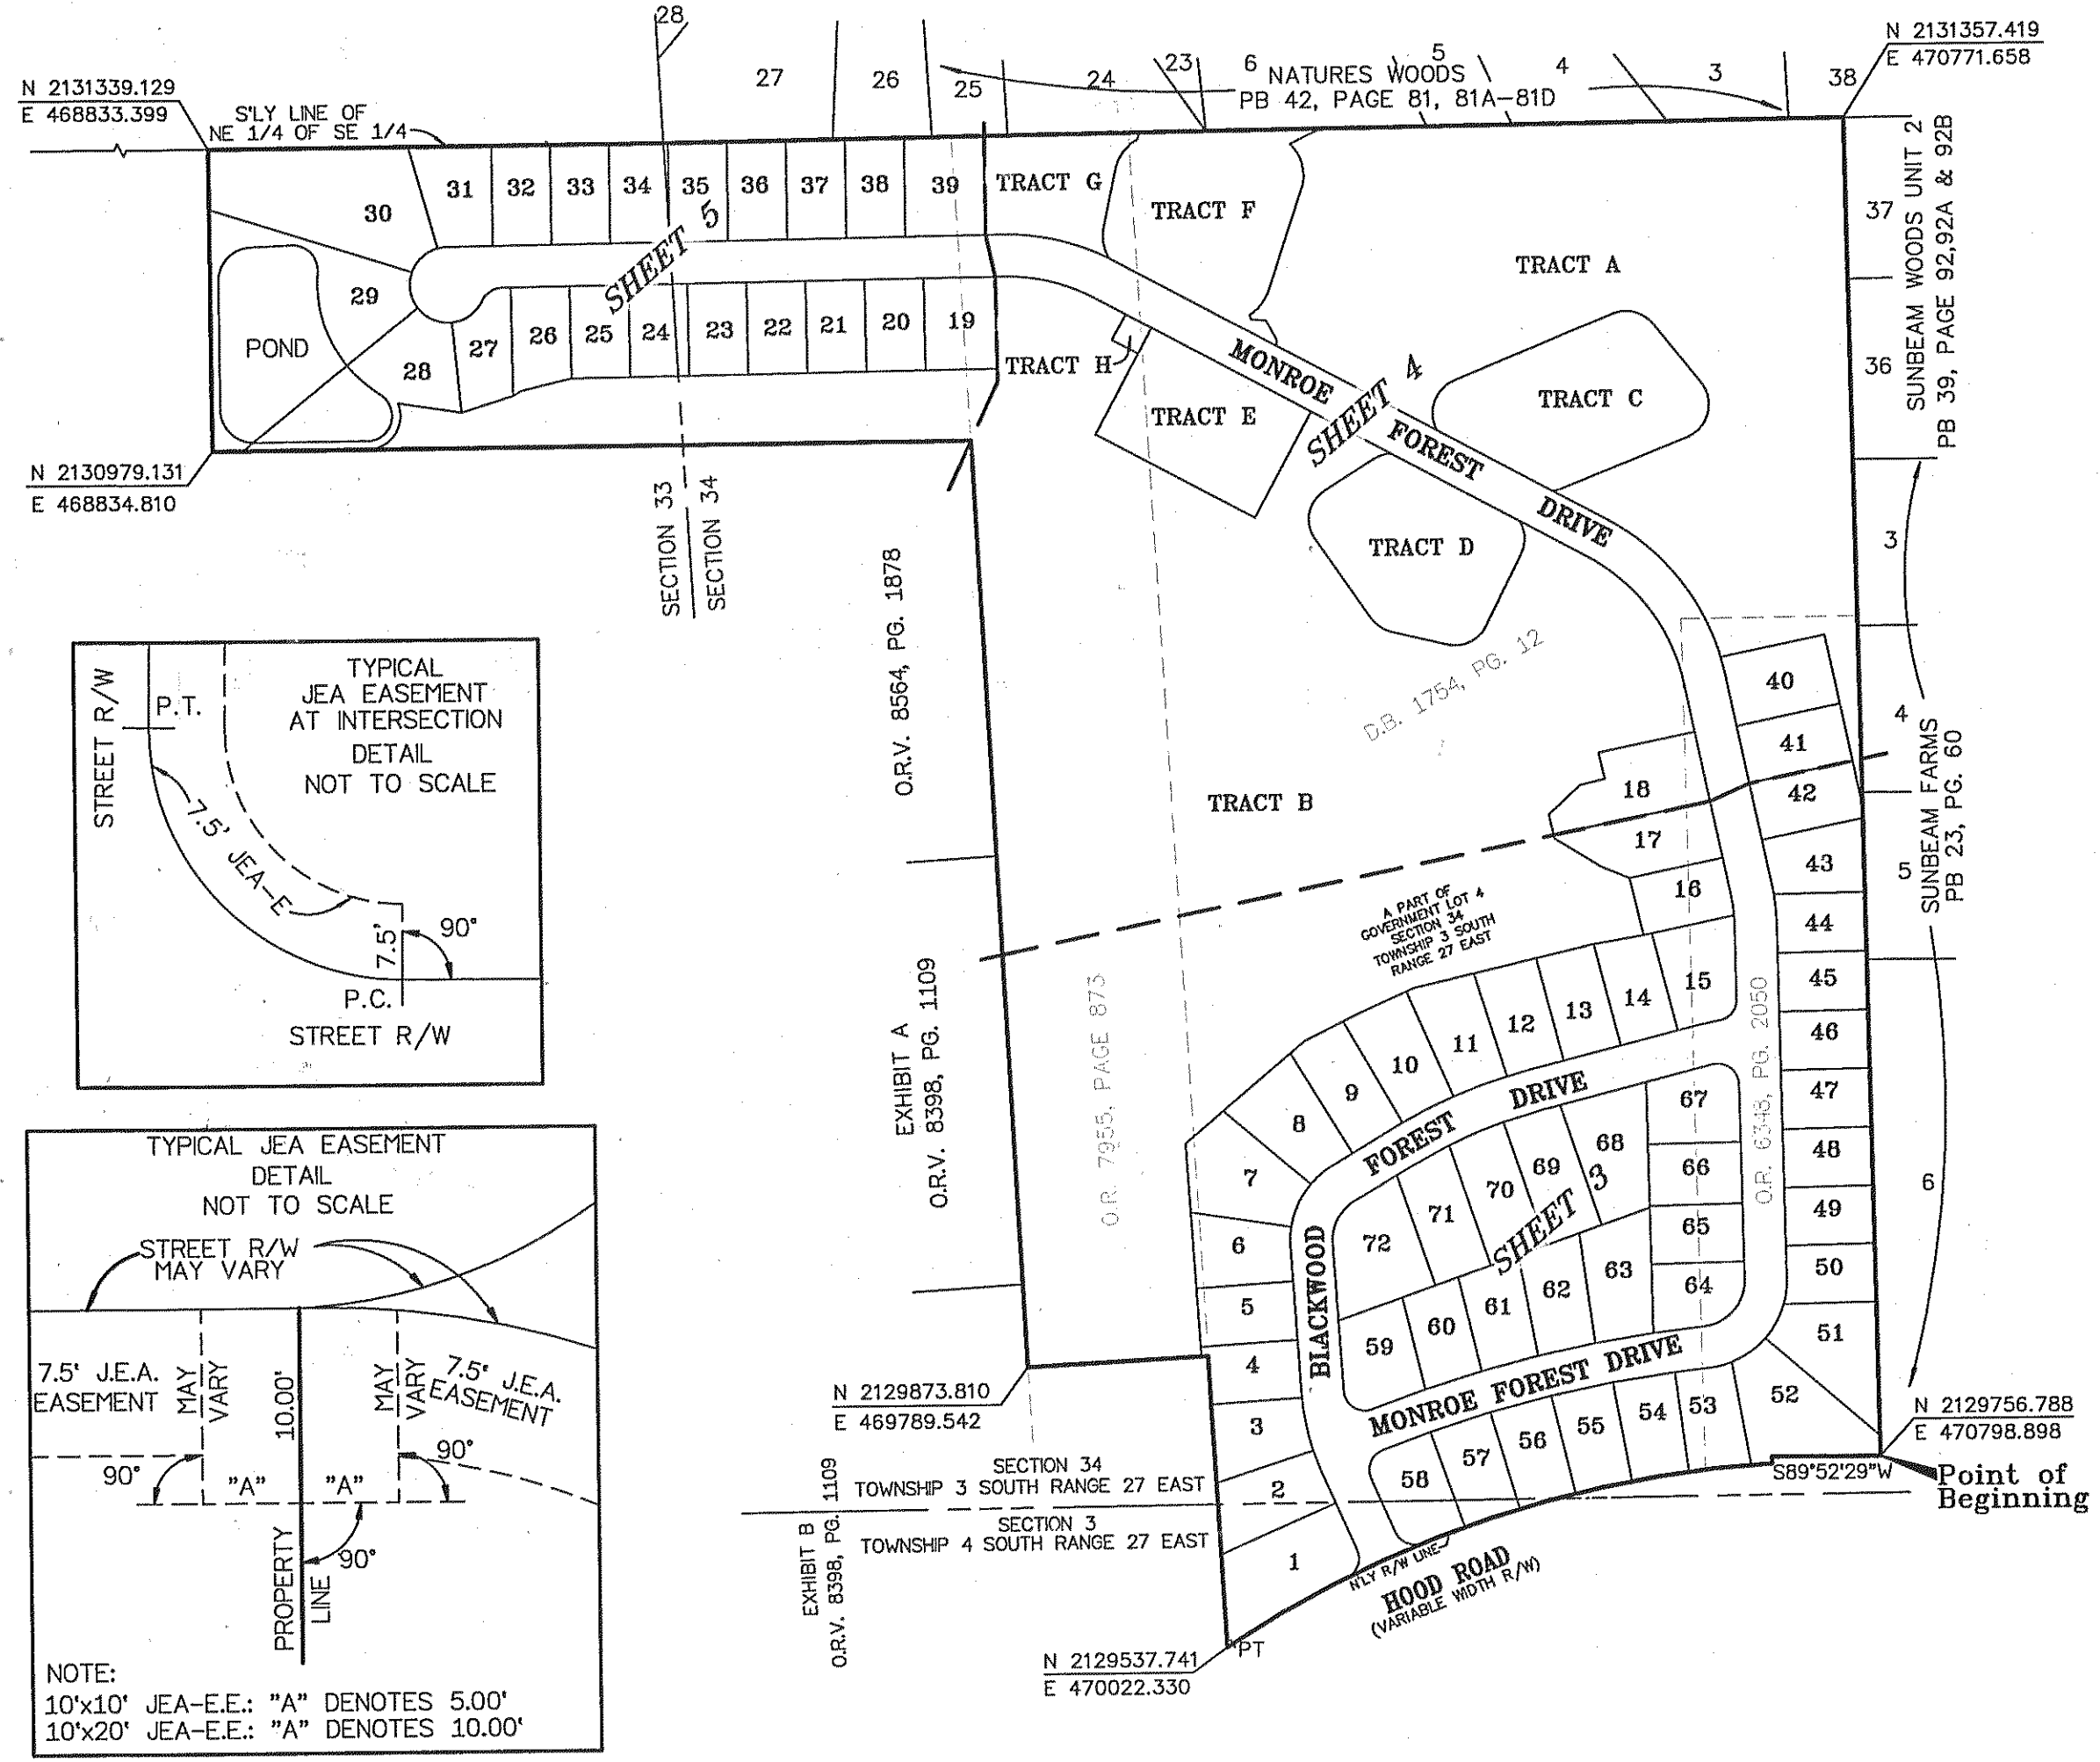 28
N 2131339.129
E 468833.399
S'LY LINE OF
NE 1/4 OF SE 1/4
27
26
25
24
23
6
NATURES WOODS
PB 42, PAGE 81, 81A-81D
5
4
3
38
N 2131357.419
E 470771.658
SUNBEAM WOODS UNIT 2
PB 39, PAGE 92,92A & 92B
37
36
30
31
32
33
34
35
36
37
38
39
TRACT G
TRACT F
TRACT A
SHEET 5
29
POND
28
27
26
25
24
23
22
21
20
19
TRACT H
TRACT E
MONROE FOREST DRIVE
SHEET 4
TRACT C
TRACT D
N 2130979.131
E 468834.810
SECTION 33
SECTION 34
O.R.V. 8564, PG. 1878
D.B. 1754, PG. 12
TRACT B
3
4
5
6
SUNBEAM FARMS
PB 23, PG. 60
40
41
42
43
44
45
46
47
48
49
50
51
52
18
17
16
15
14
13
12
11
10
9
8
7
6
5
4
3
2
1
A PART OF
GOVERNMENT LOT 4
SECTION 34
TOWNSHIP 3 SOUTH
RANGE 27 EAST
EXHIBIT A
O.R.V. 8398, PG. 1109
O.R. 7955, PAGE 873
O.R. 6348, PG. 2050
BLACKWOOD FOREST DRIVE
67
68
69
70
71
72
66
65
64
63
62
61
60
59
SHEET 3
MONROE FOREST DRIVE
53
54
55
56
57
58
N 2129873.810
E 469789.542
N 2129756.788
E 470798.898
S89°52'29"W
Point of
Beginning
SECTION 34
TOWNSHIP 3 SOUTH RANGE 27 EAST
SECTION 3
TOWNSHIP 4 SOUTH RANGE 27 EAST
EXHIBIT B
O.R.V. 8398, PG. 1109
N'LY R/W LINE
HOOD ROAD
(VARIABLE WIDTH R/W)
PT
N 2129537.741
E 470022.330
TYPICAL
JEA EASEMENT
AT INTERSECTION
DETAIL
NOT TO SCALE
STREET R/W
P.T.
7.5' JEA-E
7.5'
90°
P.C.
STREET R/W
TYPICAL JEA EASEMENT
DETAIL
NOT TO SCALE
STREET R/W
MAY VARY
7.5' J.E.A.
EASEMENT
MAY
VARY
10.00'
MAY
VARY
7.5' J.E.A.
EASEMENT
90°
"A"
"A"
90°
90°
PROPERTY
LINE
NOTE:
10'x10' JEA-E.E.: "A" DENOTES 5.00'
10'x20' JEA-E.E.: "A" DENOTES 10.00'